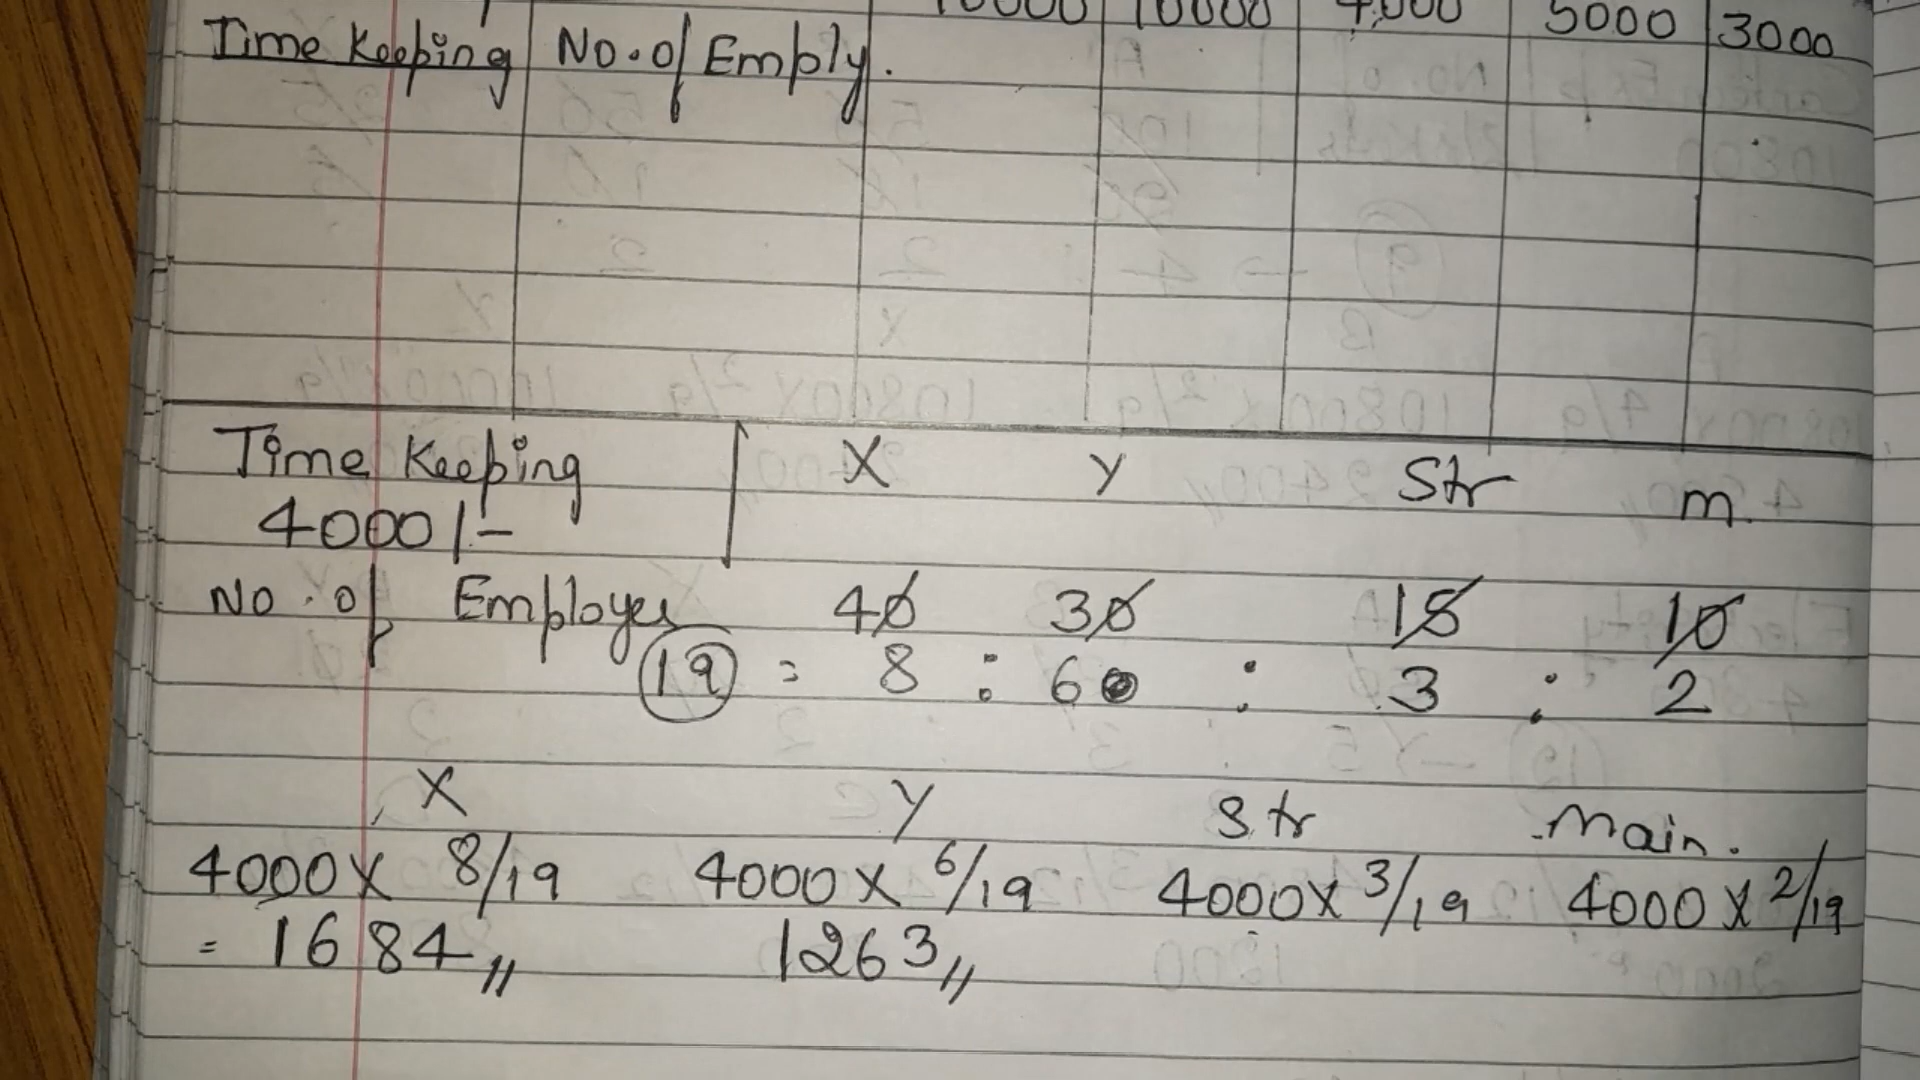 10000 10000 4,000 5000 3000
Time Keeping No. of Emply.
Time Keeping X Y Str m.
4000/-
No. of Employes 40 30 15 10
19 = 8 : 6 : 3 : 2
X Y Str Main.
4000 X 8/19 4000 X 6/19 4000 X 3/19 4000 X 2/19
= 1684,, 1263,,